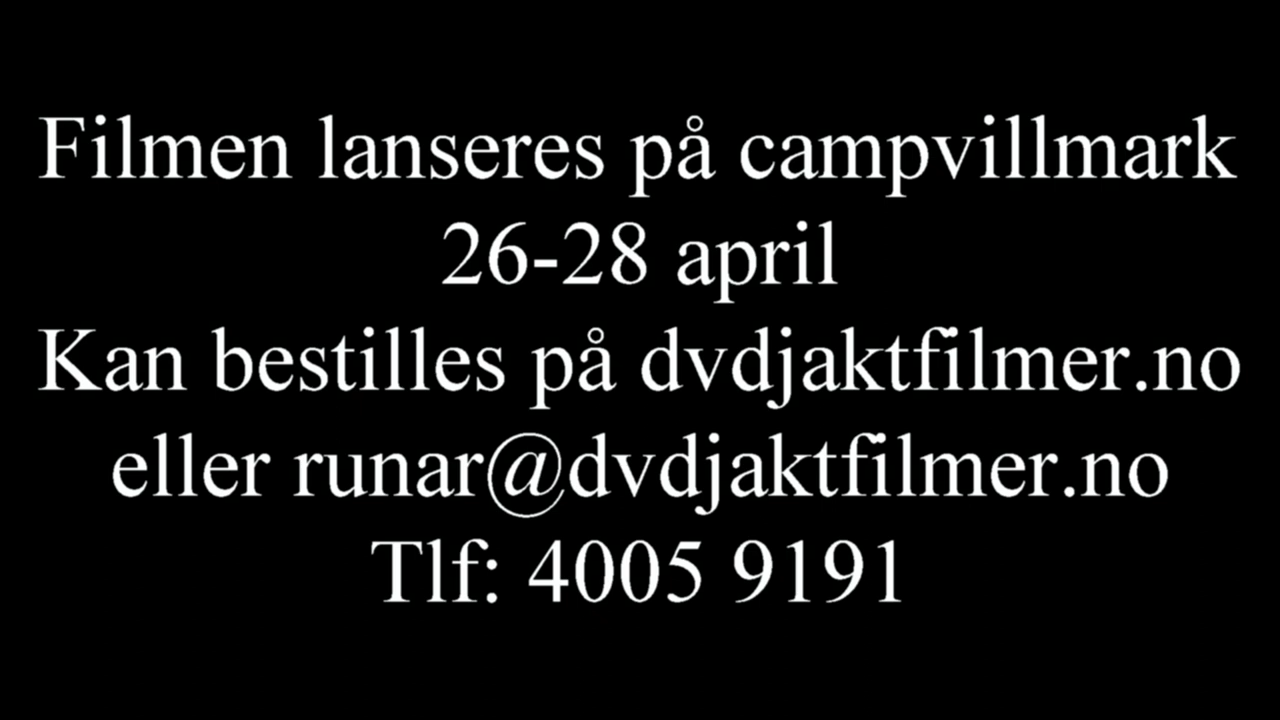 Filmen lanseres på campvillmark
26-28 april
Kan bestilles på dvdjaktfilmer.no
eller runar@dvdjaktfilmer.no
Tlf: 4005 9191